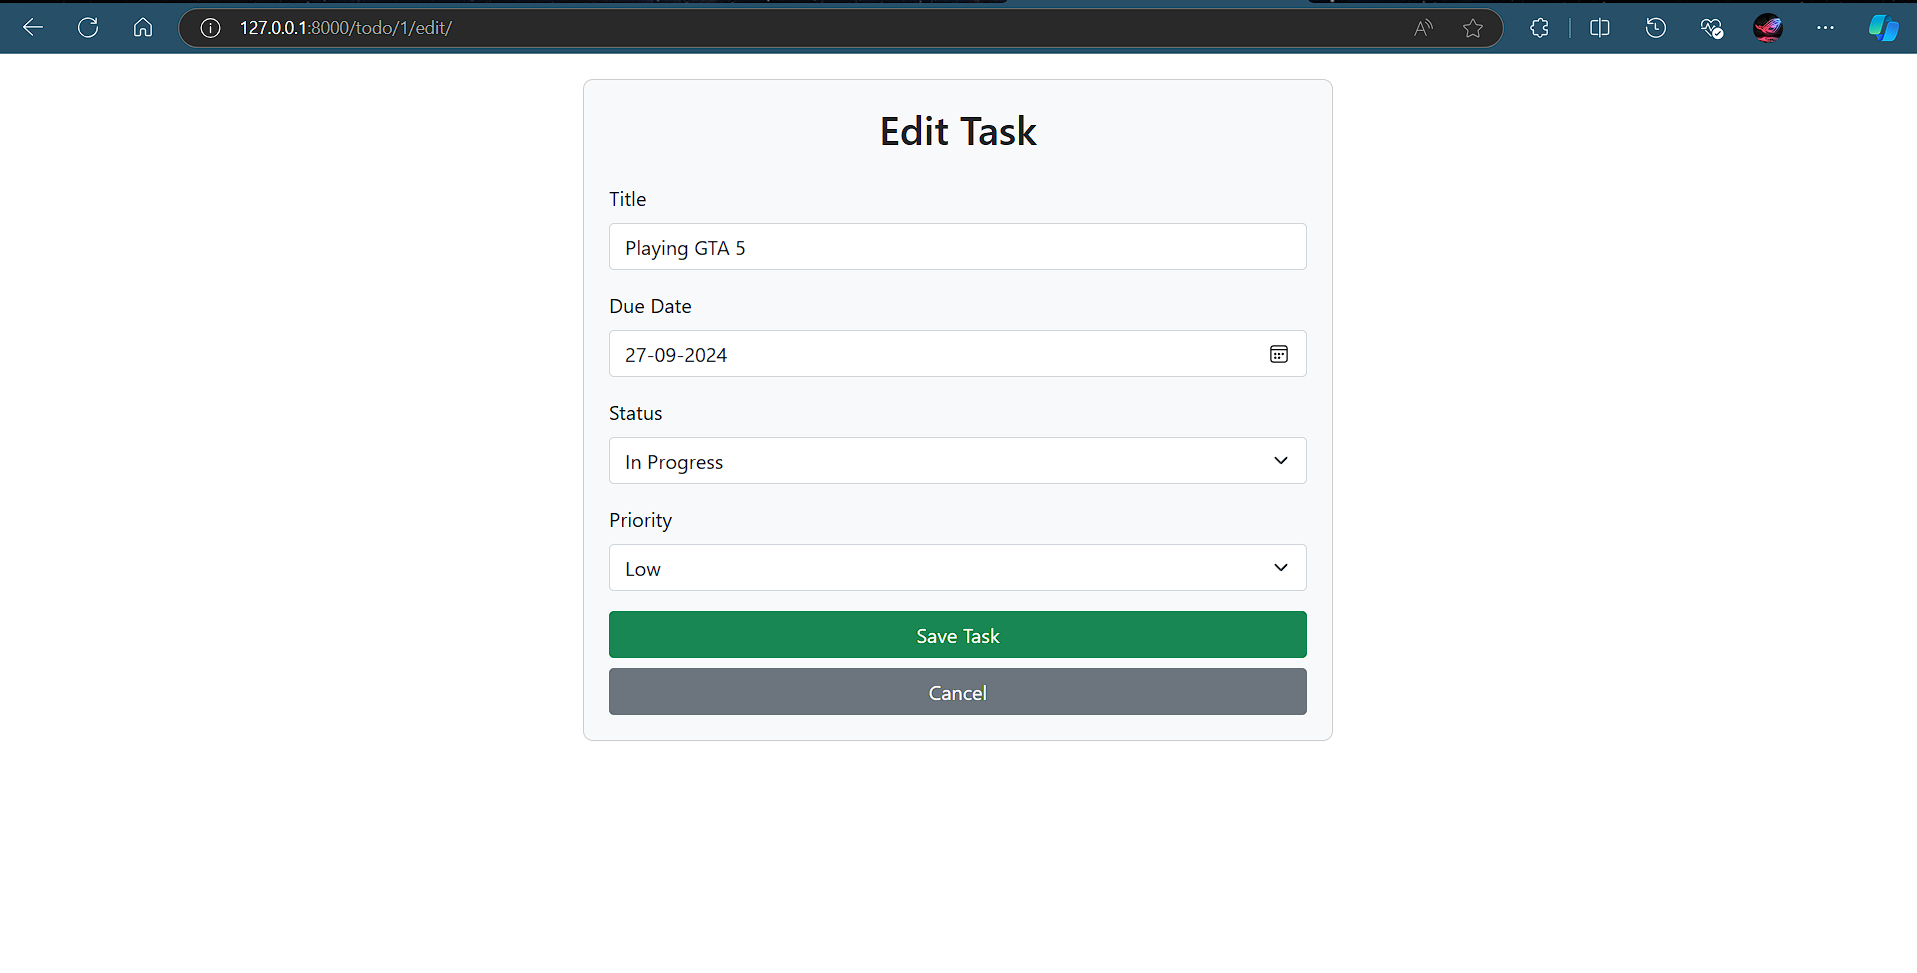 127.0.0.1:8000/todo/1/edit/
Edit Task
Title
Playing GTA 5
Due Date
27-09-2024
Status
In Progress
Priority
Low
Save Task
Cancel